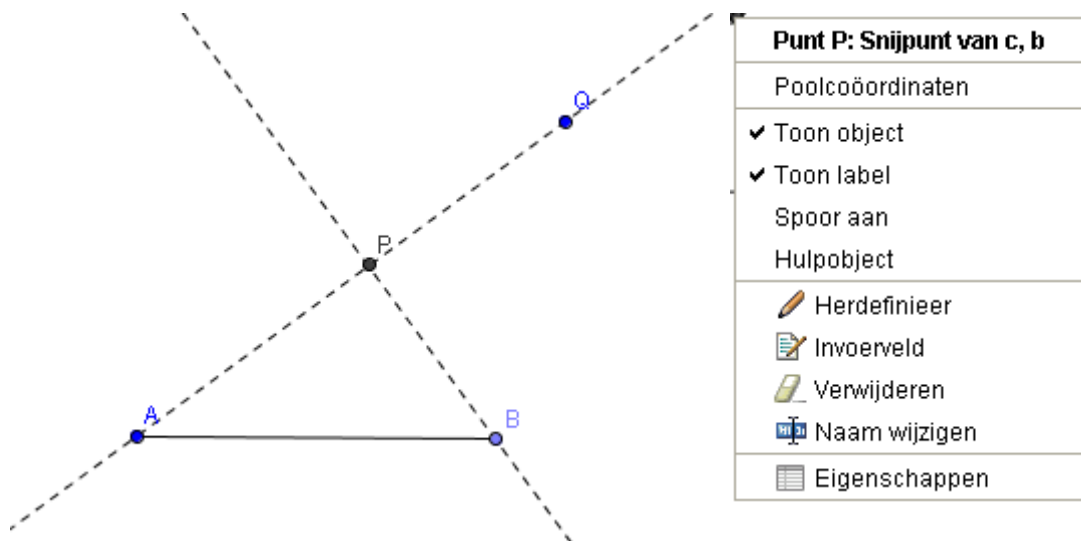 Q
P
A
B
Punt P: Snijpunt van c, b
Poolcoöordinaten
Toon object
Toon label
Spoor aan
Hulpobject
Herdefinieer
Invoerveld
Verwijderen
Naam wijzigen
Eigenschappen